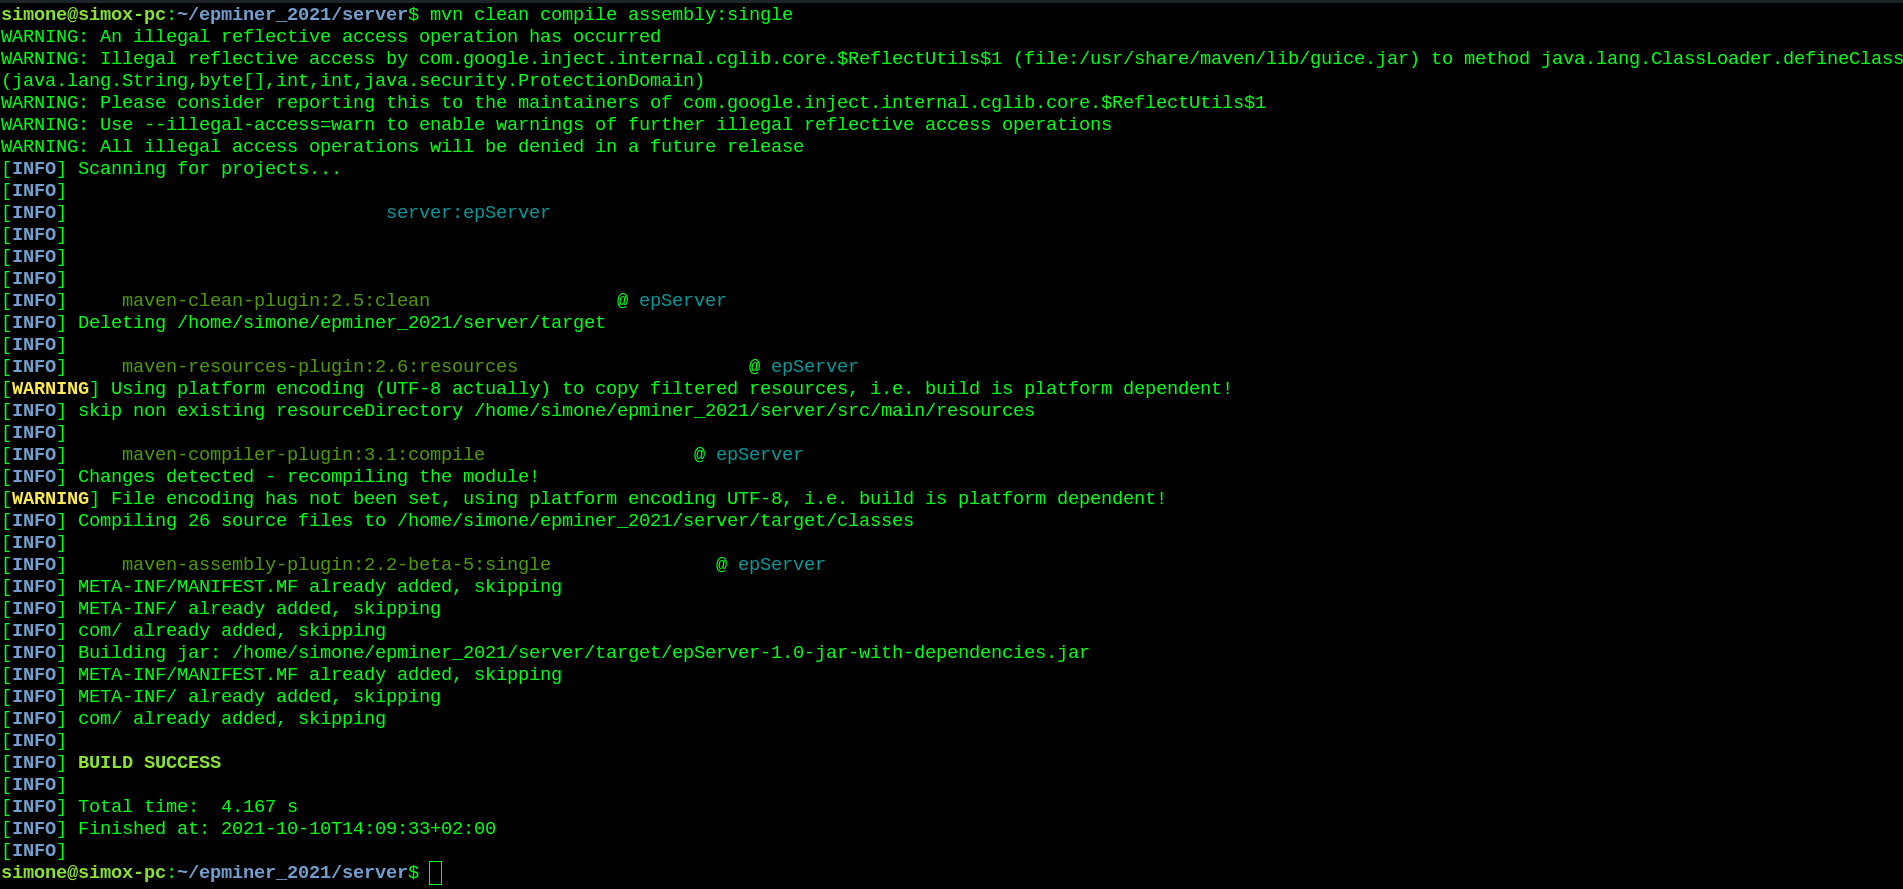 simone@simox-pc:~/epminer_2021/server$ mvn clean compile assembly:single
WARNING: An illegal reflective access operation has occurred
WARNING: Illegal reflective access by com.google.inject.internal.cglib.core.$ReflectUtils$1 (file:/usr/share/maven/lib/guice.jar) to method java.lang.ClassLoader.defineClass
(java.lang.String,byte[],int,int,java.security.ProtectionDomain)
WARNING: Please consider reporting this to the maintainers of com.google.inject.internal.cglib.core.$ReflectUtils$1
WARNING: Use --illegal-access=warn to enable warnings of further illegal reflective access operations
WARNING: All illegal access operations will be denied in a future release
[INFO] Scanning for projects...
[INFO]
[INFO] server:epServer
[INFO]
[INFO]
[INFO]
[INFO] maven-clean-plugin:2.5:clean @ epServer
[INFO] Deleting /home/simone/epminer_2021/server/target
[INFO]
[INFO] maven-resources-plugin:2.6:resources @ epServer
[WARNING] Using platform encoding (UTF-8 actually) to copy filtered resources, i.e. build is platform dependent!
[INFO] skip non existing resourceDirectory /home/simone/epminer_2021/server/src/main/resources
[INFO]
[INFO] maven-compiler-plugin:3.1:compile @ epServer
[INFO] Changes detected - recompiling the module!
[WARNING] File encoding has not been set, using platform encoding UTF-8, i.e. build is platform dependent!
[INFO] Compiling 26 source files to /home/simone/epminer_2021/server/target/classes
[INFO]
[INFO] maven-assembly-plugin:2.2-beta-5:single @ epServer
[INFO] META-INF/MANIFEST.MF already added, skipping
[INFO] META-INF/ already added, skipping
[INFO] com/ already added, skipping
[INFO] Building jar: /home/simone/epminer_2021/server/target/epServer-1.0-jar-with-dependencies.jar
[INFO] META-INF/MANIFEST.MF already added, skipping
[INFO] META-INF/ already added, skipping
[INFO] com/ already added, skipping
[INFO]
[INFO] BUILD SUCCESS
[INFO]
[INFO] Total time:  4.167 s
[INFO] Finished at: 2021-10-10T14:09:33+02:00
[INFO]
simone@simox-pc:~/epminer_2021/server$